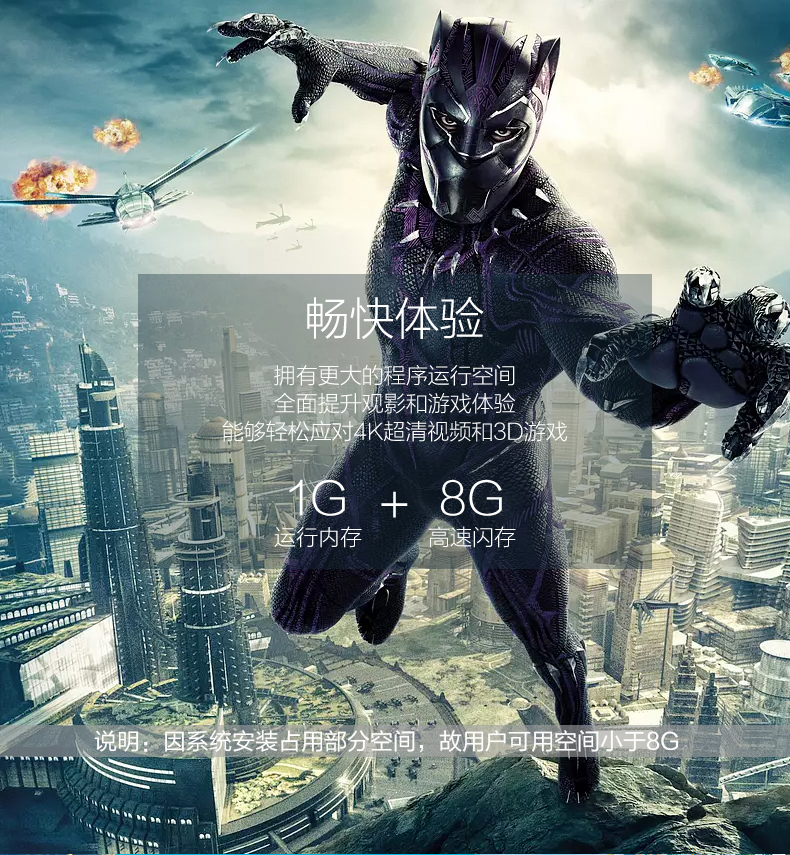 畅快体验
拥有更大的程序运行空间
全面提升观影和游戏体验
能够轻松应对4K超清视频和3D游戏
1G + 8G
运行内存 高速闪存
说明：因系统安装占用部分空间，故用户可用空间小于8G